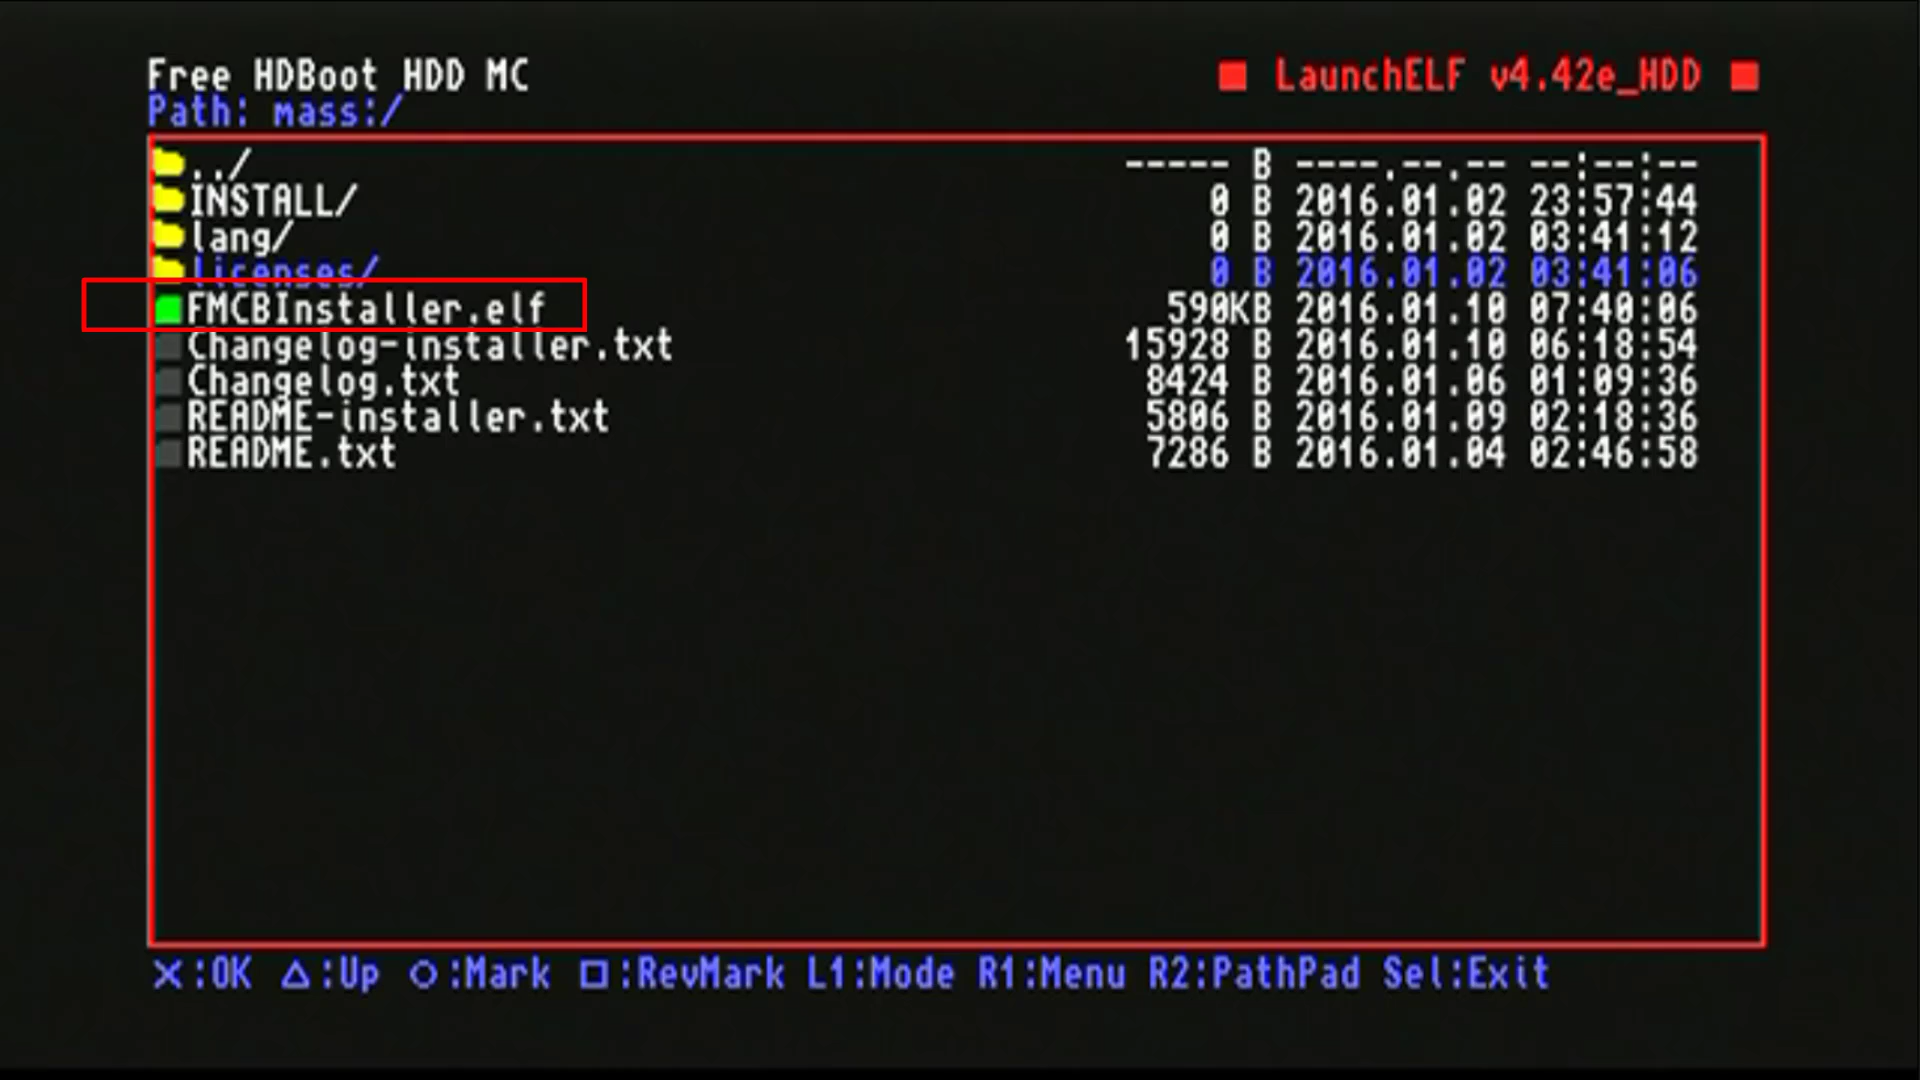 Free HDBoot HDD MC LaunchELF v4.42e_HDD
Path: mass:/
../ ----- B ----.--.-- --:--:--
INSTALL/ 0 B 2016.01.02 23:57:44
lang/ 0 B 2016.01.02 03:41:12
licenses/ 0 B 2016.01.02 03:41:06
FMCBInstaller.elf 590KB 2016.01.10 07:40:06
Changelog-installer.txt 15928 B 2016.01.10 06:18:54
Changelog.txt 8424 B 2016.01.06 01:09:36
README-installer.txt 5806 B 2016.01.09 02:18:36
README.txt 7286 B 2016.01.04 02:46:58
×:OK △:Up ○:Mark □:RevMark L1:Mode R1:Menu R2:PathPad Sel:Exit